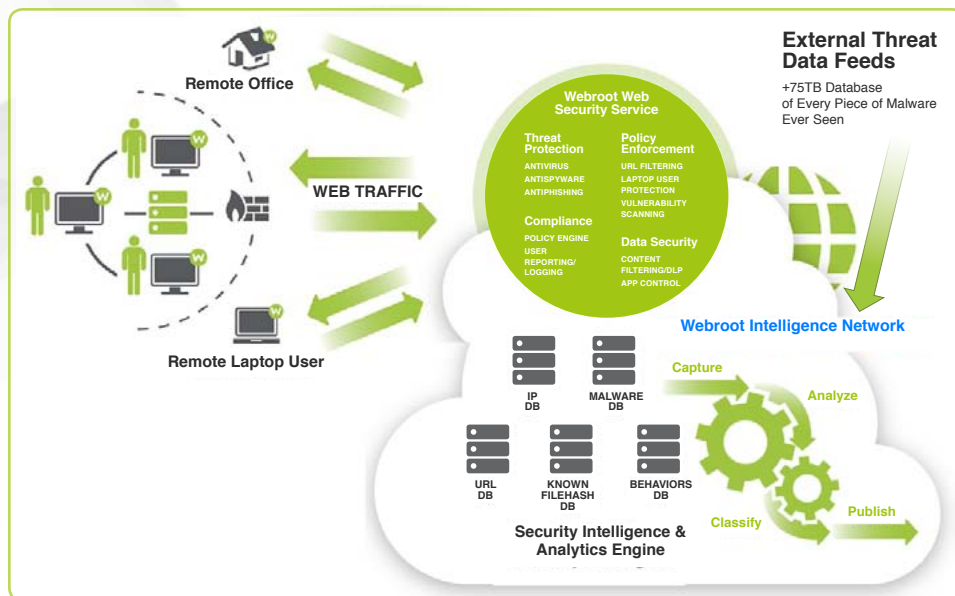 Remote Office
External Threat
Data Feeds
+75TB Database
of Every Piece of Malware
Ever Seen
W
W
W
W
W
WEB TRAFFIC
Remote Laptop User
Webroot Web
Security Service
Threat
Protection
ANTIVIRUS
ANTISPYWARE
ANTIPHISHING
Compliance
POLICY ENGINE
USER
REPORTING/
LOGGING
Policy
Enforcement
URL FILTERING
LAPTOP USER
PROTECTION
VULNERABILITY
SCANNING
Data Security
CONTENT
FILTERING/DLP
APP CONTROL
Webroot Intelligence Network
IP
DB
MALWARE
DB
URL
DB
KNOWN
FILEHASH
DB
BEHAVIORS
DB
Capture
Analyze
Classify
Publish
Security Intelligence &
Analytics Engine